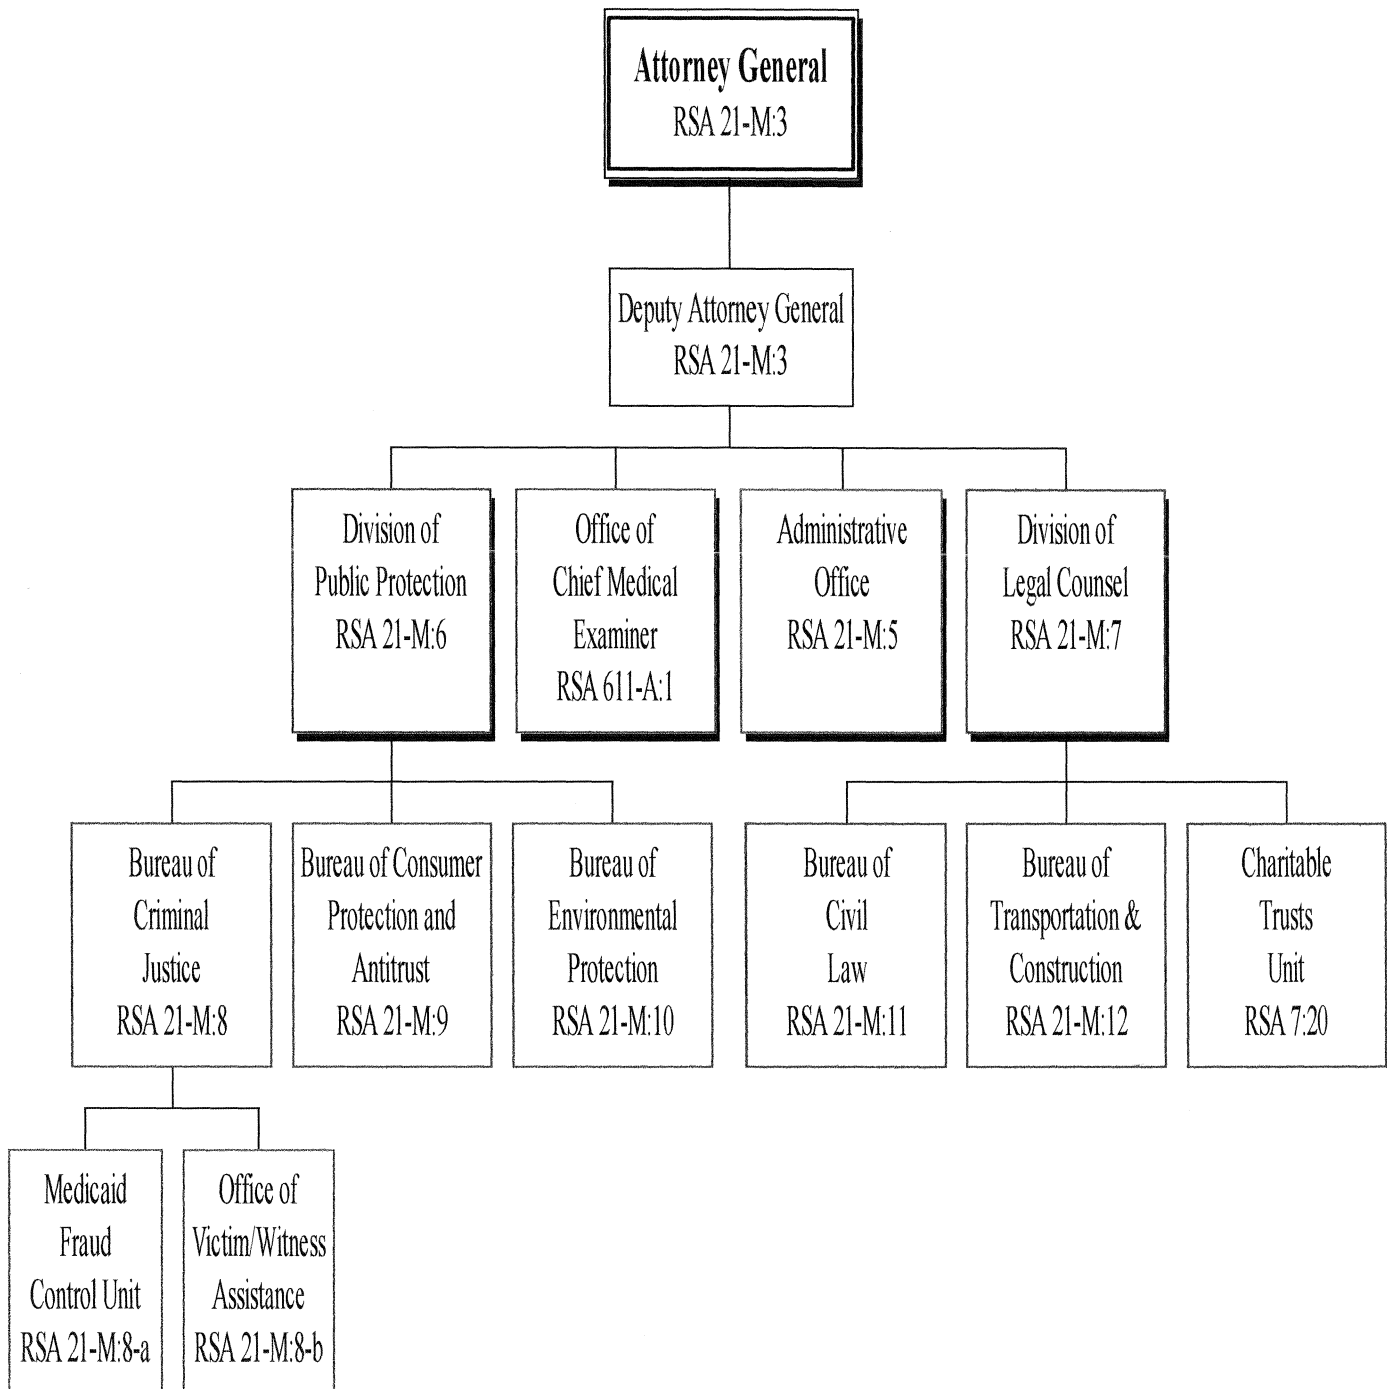 Attorney General
RSA 21-M:3
Deputy Attorney General
RSA 21-M:3
Division of
Public Protection
RSA 21-M:6
Office of
Chief Medical
Examiner
RSA 611-A:1
Administrative
Office
RSA 21-M:5
Division of
Legal Counsel
RSA 21-M:7
Bureau of
Criminal
Justice
RSA 21-M:8
Bureau of Consumer
Protection and
Antitrust
RSA 21-M:9
Bureau of
Environmental
Protection
RSA 21-M:10
Bureau of
Civil
Law
RSA 21-M:11
Bureau of
Transportation &
Construction
RSA 21-M:12
Charitable
Trusts
Unit
RSA 7:20
Medicaid
Fraud
Control Unit
RSA 21-M:8-a
Office of
Victim/Witness
Assistance
RSA 21-M:8-b